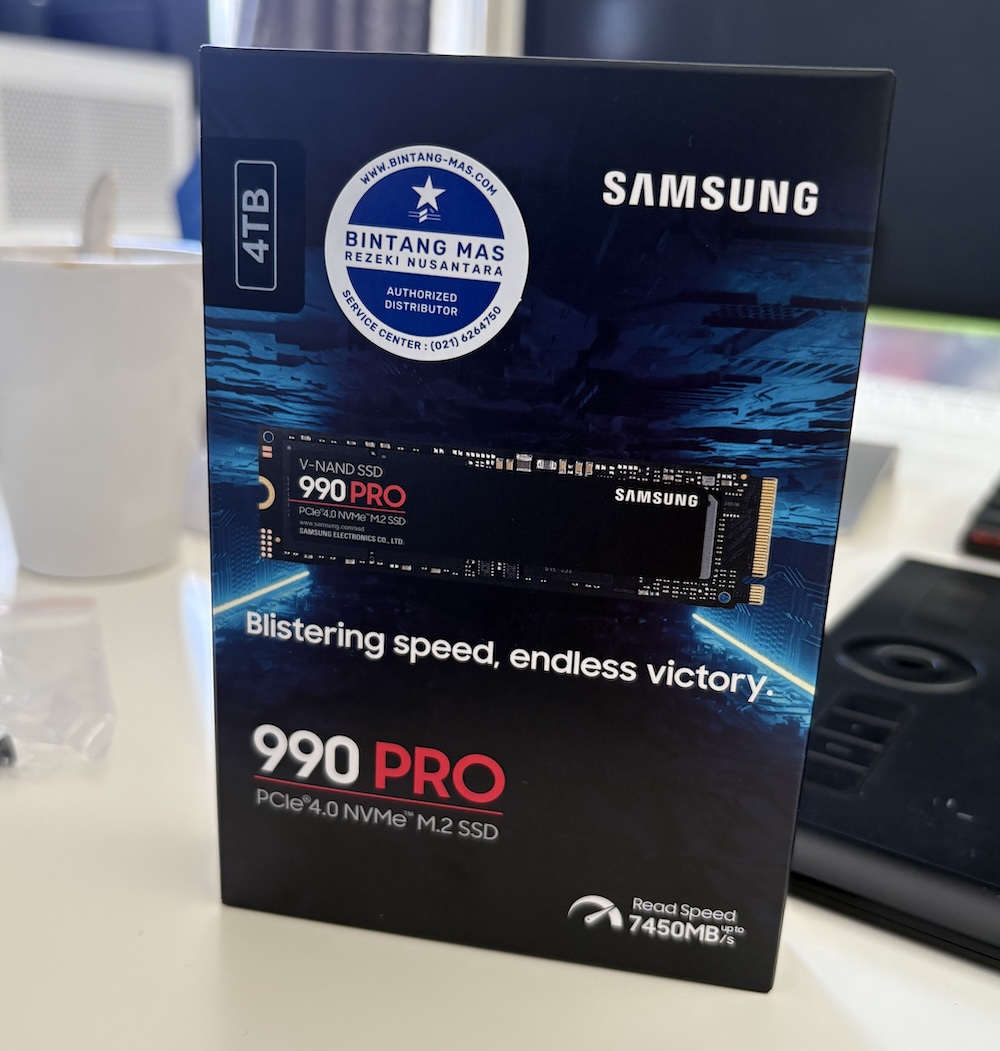 4TB
WWW.BINTANG-MAS.COM
BINTANG MAS
REZEKI NUSANTARA
AUTHORIZED
DISTRIBUTOR
SERVICE CENTER : (021) 6264750
SAMSUNG
V-NAND SSD
990 PRO
PCIe® 4.0 NVMe™ M.2 SSD
www.samsung.com/ssd
SAMSUNG ELECTRONICS CO., LTD.
SAMSUNG
Blistering speed, endless victory.
990 PRO
PCIe® 4.0 NVMe™ M.2 SSD
Read Speed
7450MB/s up to